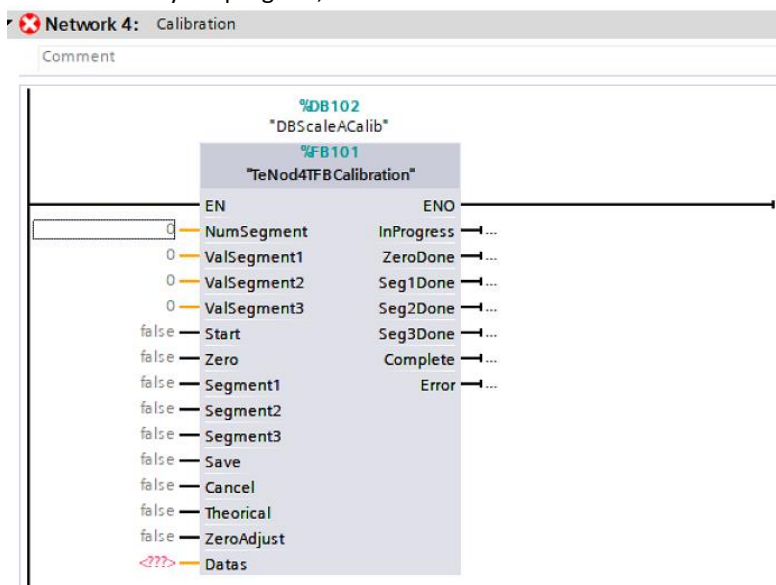 Network 4: Calibration
Comment
%DB102
"DBScaleACalib"
%FB101
"TeNod4TFBCalibration"
EN ENO
0 NumSegment InProgress ...
0 ValSegment1 ZeroDone ...
0 ValSegment2 Seg1Done ...
0 ValSegment3 Seg2Done ...
false Start Seg3Done ...
false Zero Complete ...
false Segment1 Error ...
false Segment2
false Segment3
false Save
false Cancel
false Theorical
false ZeroAdjust
<???> Datas